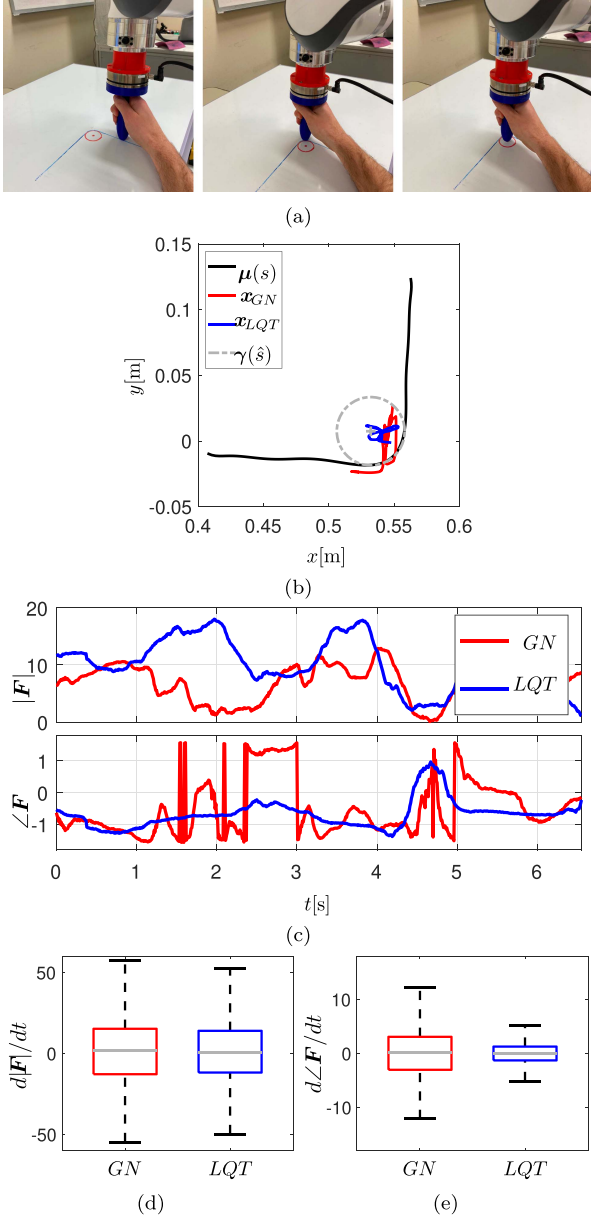 (a)
0.15
0.1
0.05
0
-0.05
y[m]
μ(s)
x_GN
x_LQT
γ(ŝ)
0.4 0.45 0.5 0.55 0.6
x[m]
(b)
20
10
0
|F|
GN
LQT
1
0
-1
∠F
0 1 2 3 4 5 6
t[s]
(c)
50
0
-50
d|F|/dt
GN LQT
(d)
10
0
-10
d∠F/dt
GN LQT
(e)